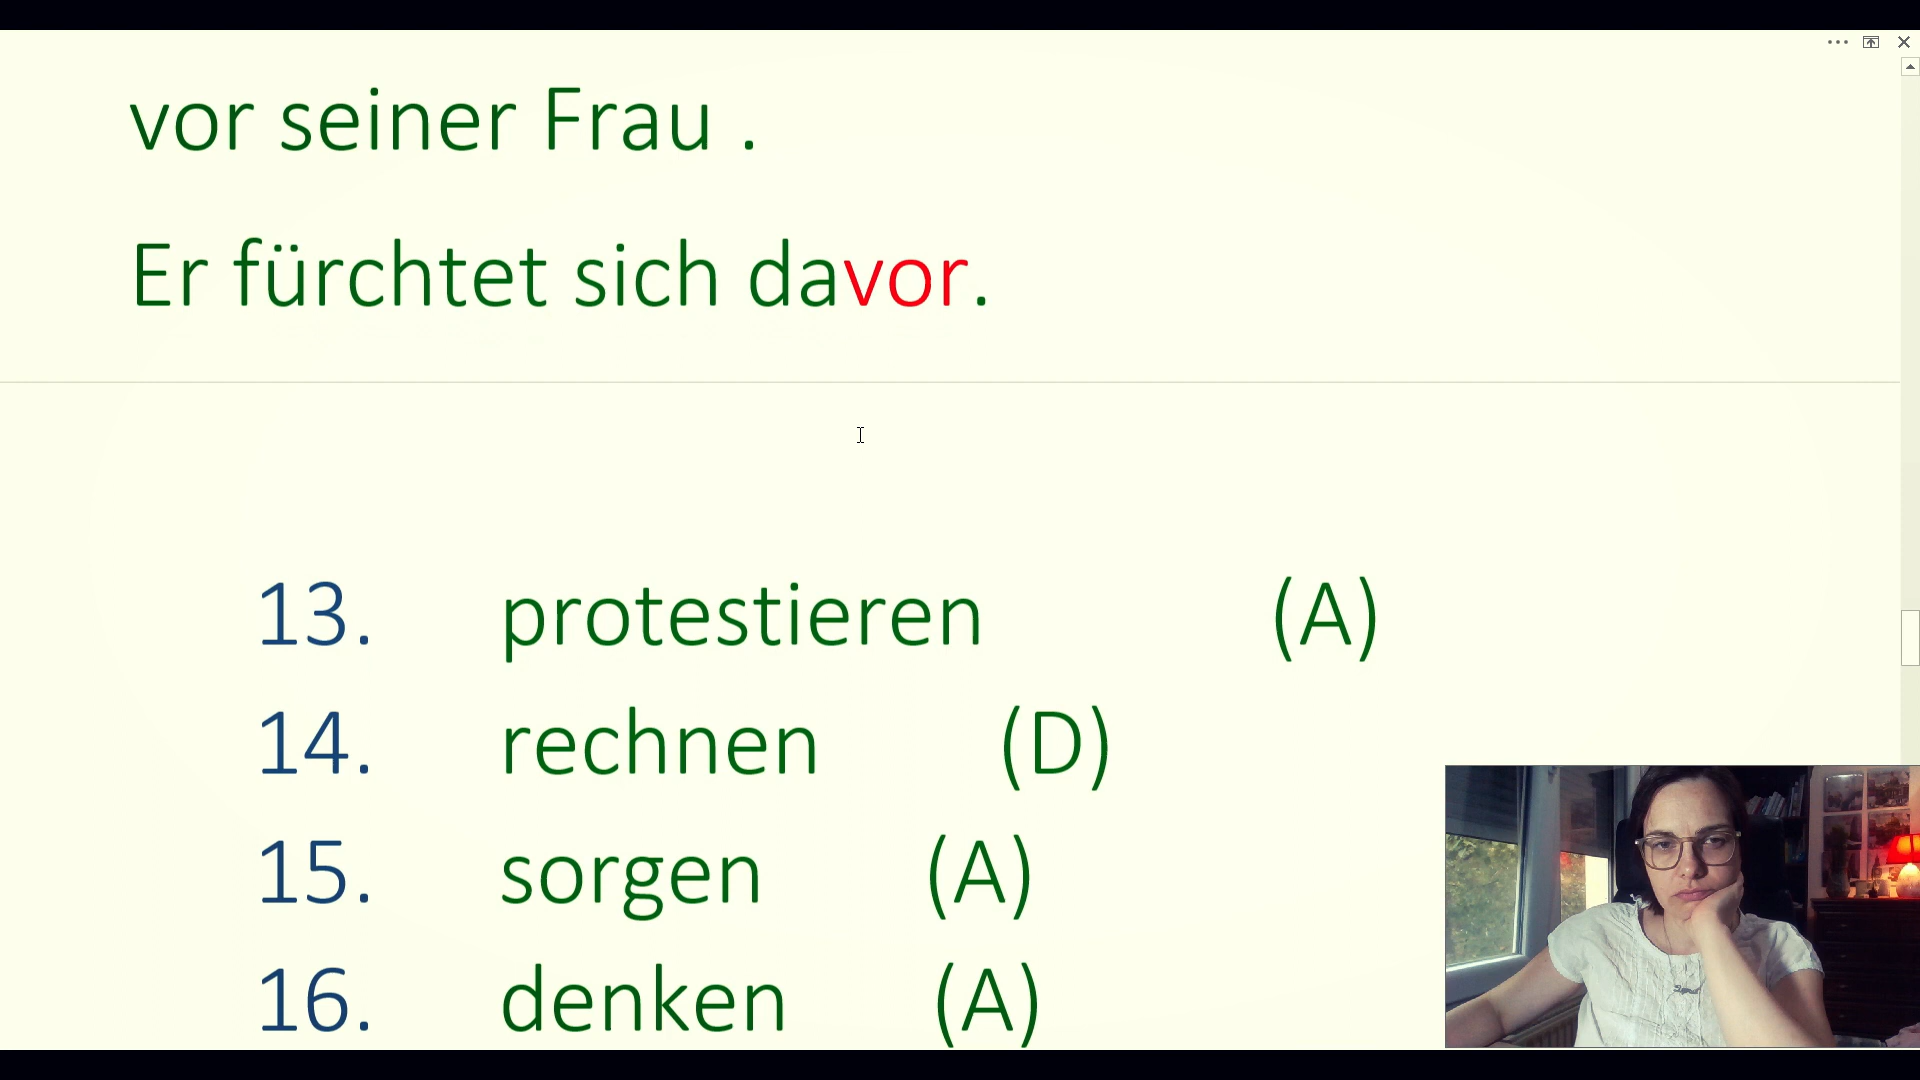 vor seiner Frau .
Er fürchtet sich davor.
13. protestieren (A)
14. rechnen (D)
15. sorgen (A)
16. denken (A)